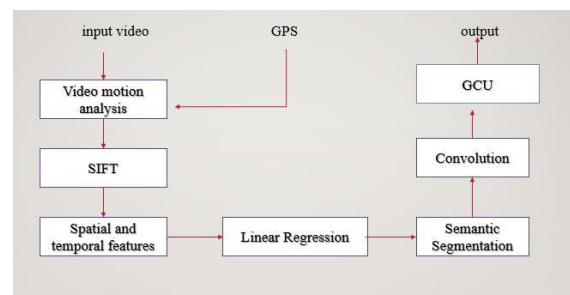 input video
GPS
output
Video motion
analysis
GCU
SIFT
Convolution
Spatial and
temporal features
Linear Regression
Semantic
Segmentation